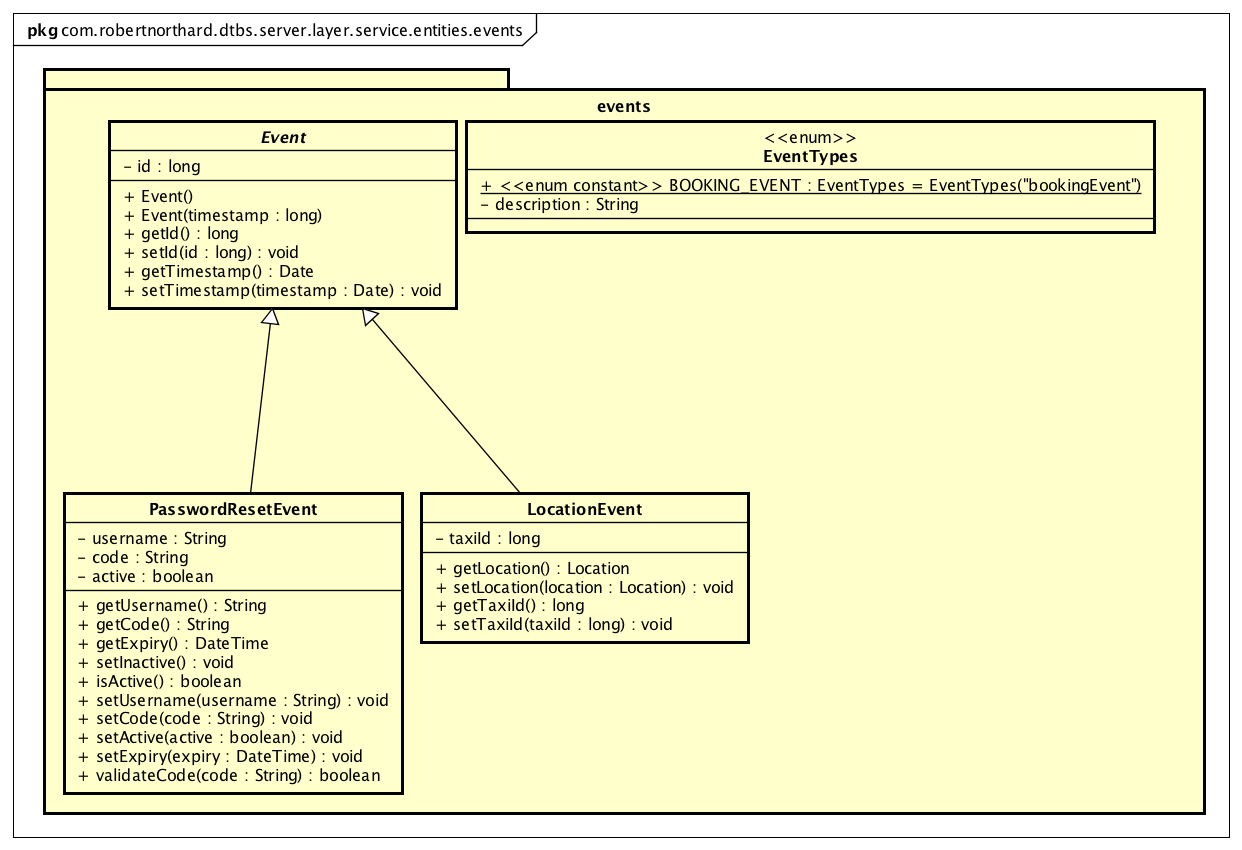 pkg com.robertnorthard.dtbs.server.layer.service.entities.events
events
Event
– id : long
+ Event()
+ Event(timestamp : long)
+ getId() : long
+ setId(id : long) : void
+ getTimestamp() : Date
+ setTimestamp(timestamp : Date) : void
<<enum>>
EventTypes
+ <<enum constant>> BOOKING_EVENT : EventTypes = EventTypes("bookingEvent")
– description : String
PasswordResetEvent
– username : String
– code : String
– active : boolean
+ getUsername() : String
+ getCode() : String
+ getExpiry() : DateTime
+ setInactive() : void
+ isActive() : boolean
+ setUsername(username : String) : void
+ setCode(code : String) : void
+ setActive(active : boolean) : void
+ setExpiry(expiry : DateTime) : void
+ validateCode(code : String) : boolean
LocationEvent
– taxiId : long
+ getLocation() : Location
+ setLocation(location : Location) : void
+ getTaxiId() : long
+ setTaxiId(taxiId : long) : void